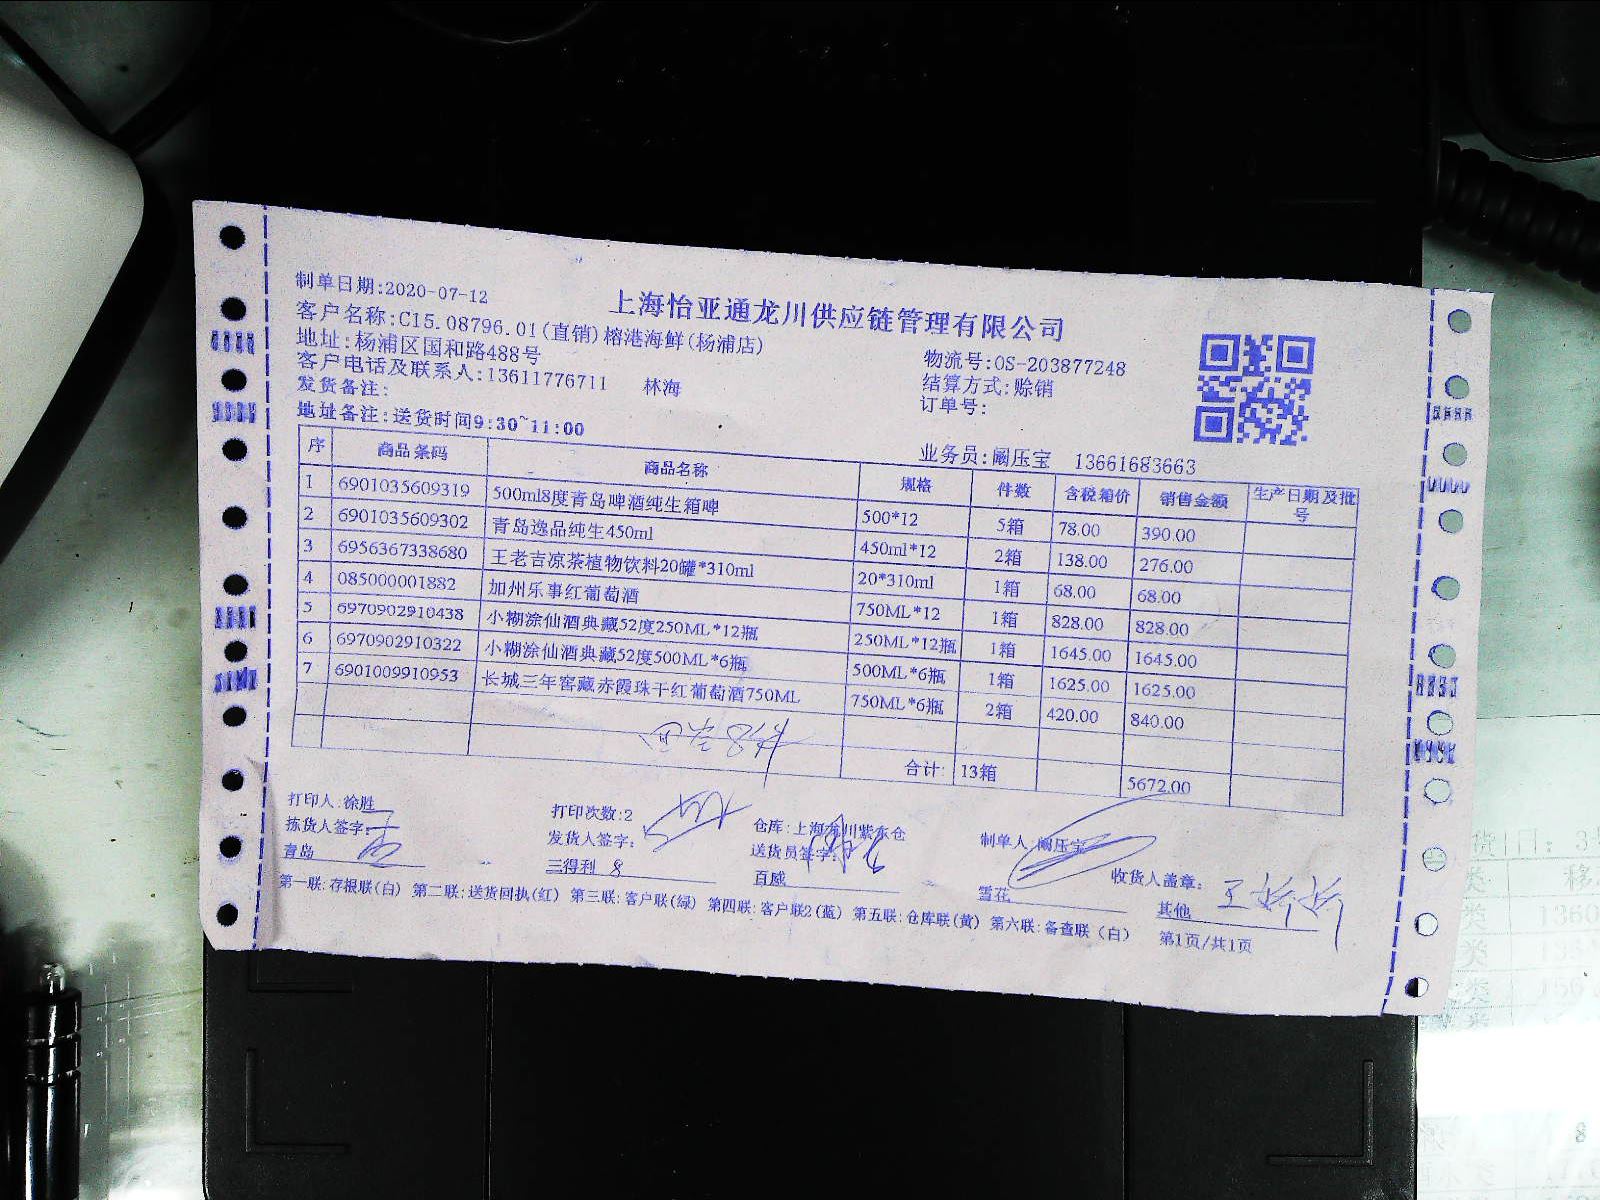 制单日期:2020-07-12
上海怡亚通龙川供应链管理有限公司
客户名称:C15.08796.01(直销)榕港海鲜(杨浦店)
地址:杨浦区国和路488号
物流号:OS-203877248
客户电话及联系人:13611776711 林海
结算方式:赊销
发货备注:
订单号:
地址备注:送货时间9:30~11:00
业务员:阚压宝 13661683663
序 商品条码 商品名称 规格 件数 含税箱价 销售金额 生产日期及批号
1 6901035609319 500ml8度青岛啤酒纯生箱啤 500*12 5箱 78.00 390.00
2 6901035609302 青岛逸品纯生450ml 450ml*12 2箱 138.00 276.00
3 6956367338680 王老吉凉茶植物饮料20罐*310ml 20*310ml 1箱 68.00 68.00
4 085000001882 加州乐事红葡萄酒 750ML*12 1箱 828.00 828.00
5 6970902910438 小糊涂仙酒典藏52度250ML*12瓶 250ML*12瓶 1箱 1645.00 1645.00
6 6970902910322 小糊涂仙酒典藏52度500ML*6瓶 500ML*6瓶 1箱 1625.00 1625.00
7 6901009910953 长城三年窖藏赤霞珠干红葡萄酒750ML 750ML*6瓶 2箱 420.00 840.00
合计: 13箱 5672.00
打印人:徐胜 打印次数:2 仓库:上海龙川紫东仓 制单人 阚压宝 收货人盖章:
拣货人签字: 发货人签字: 送货员签字:
青岛 三得利 8 百威 雪花 其他
第一联:存根联(白) 第二联:送货回执(红) 第三联:客户联(绿) 第四联:客户联2(蓝) 第五联:仓库联(黄) 第六联:备查联(白) 第1页/共1页